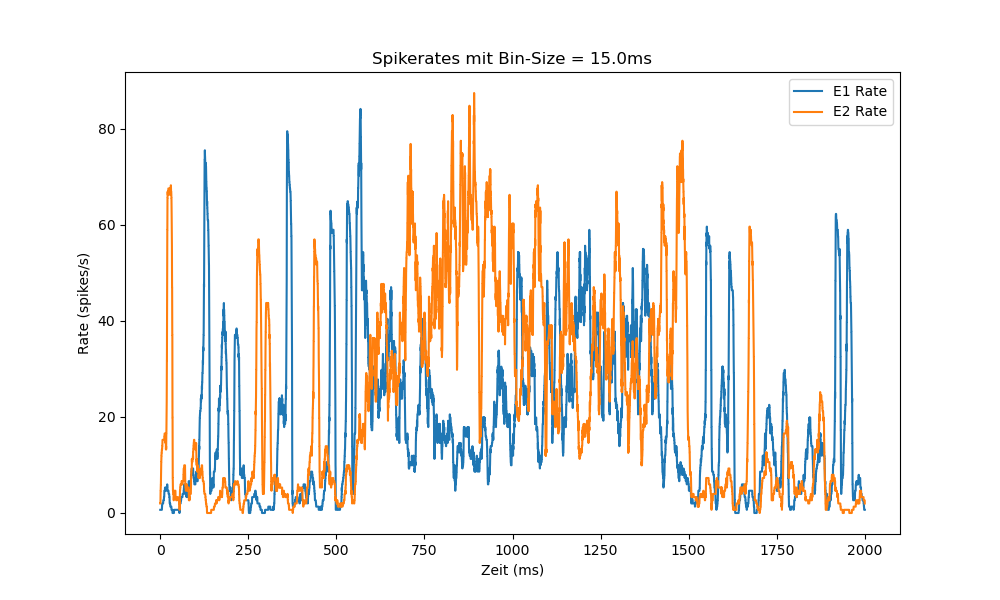 Spikerates mit Bin-Size = 15.0ms
E1 Rate
E2 Rate
80
60
40
20
0
Rate (spikes/s)
0 250 500 750 1000 1250 1500 1750 2000
Zeit (ms)